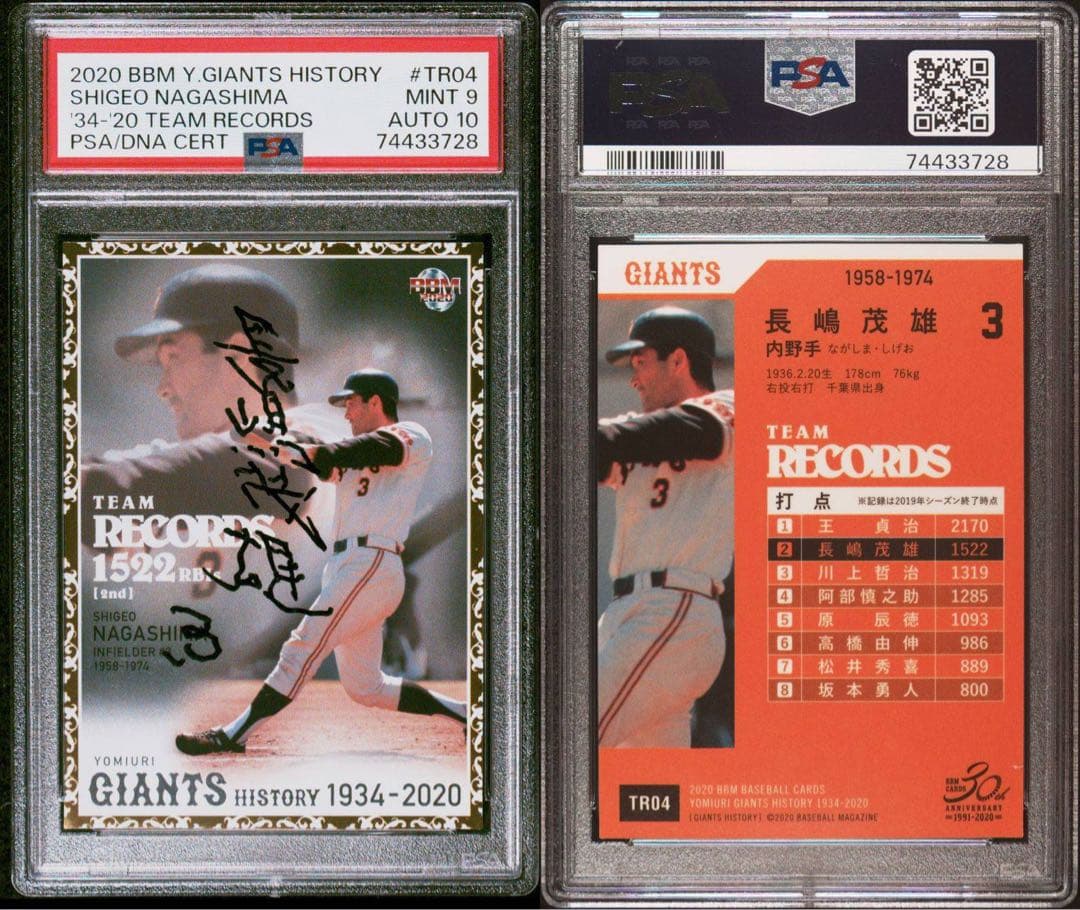 2020 BBM Y.GIANTS HISTORY #TR04
SHIGEO NAGASHIMA MINT 9
'34-'20 TEAM RECORDS AUTO 10
PSA/DNA CERT PSA 74433728
BBM
2020
TEAM
RECORDS
1522 RBI
[2nd]
SHIGEO
NAGASHIMA
INFIELDER #3
1958-1974
3
3
YOMIURI
GIANTS HISTORY 1934-2020
PSA
PSA
PSA
74433728
GIANTS
1958-1974
長嶋茂雄 3
内野手 ながしま・しげお
1936.2.20生 178cm 76kg
右投右打 千葉県出身
3
TEAM
RECORDS
打点 ※記録は2019年シーズン終了時点
1 王 貞治 2170
2 長嶋茂雄 1522
3 川上哲治 1319
4 阿部慎之助 1285
5 原 辰徳 1093
6 高橋由伸 986
7 松井秀喜 889
8 坂本勇人 800
TR04
2020 BBM BASEBALL CARDS
YOMIURI GIANTS HISTORY 1934-2020
[GIANTS HISTORY] ©2020 BASEBALL MAGAZINE
BBM
CARDS
30th
ANNIVERSARY
1991-2020
PSA